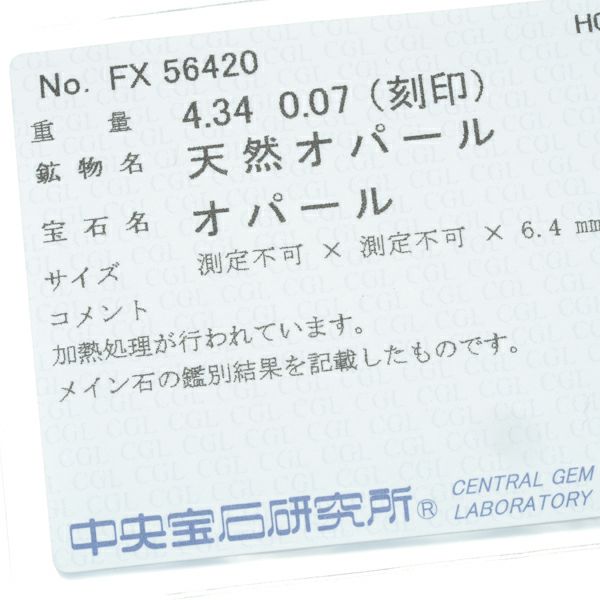 HO
No. FX 56420
重量 4.34 0.07 (刻印)
鉱物名 天然オパール
宝石名 オパール
サイズ 測定不可 × 測定不可 × 6.4 mm
コメント
加熱処理が行われています。
メイン石の鑑別結果を記載したものです。
中央宝石研究所® CENTRAL GEM
LABORATORY